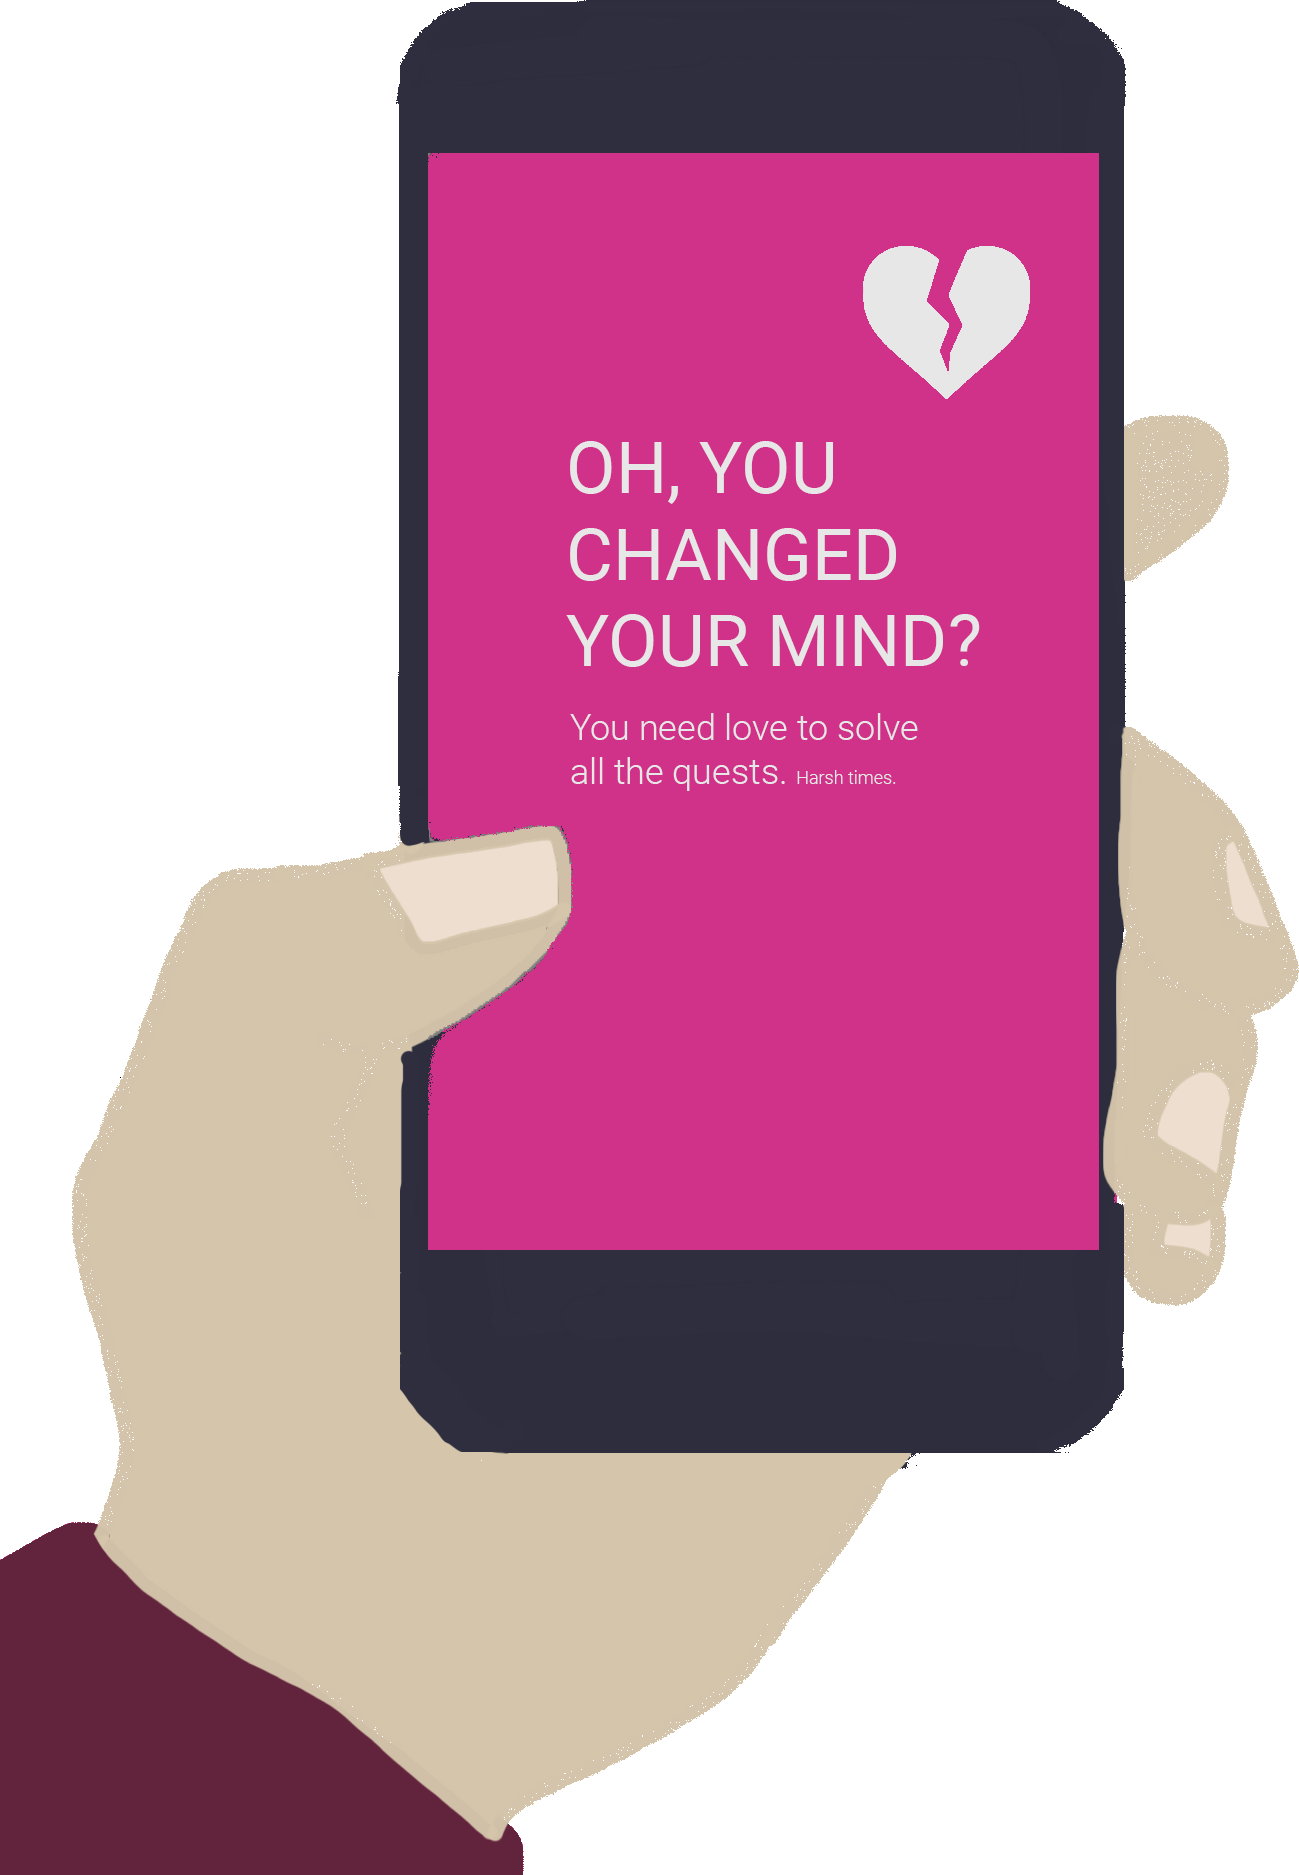 OH, YOU
CHANGED
YOUR MIND?
You need love to solve
all the quests. Harsh times.